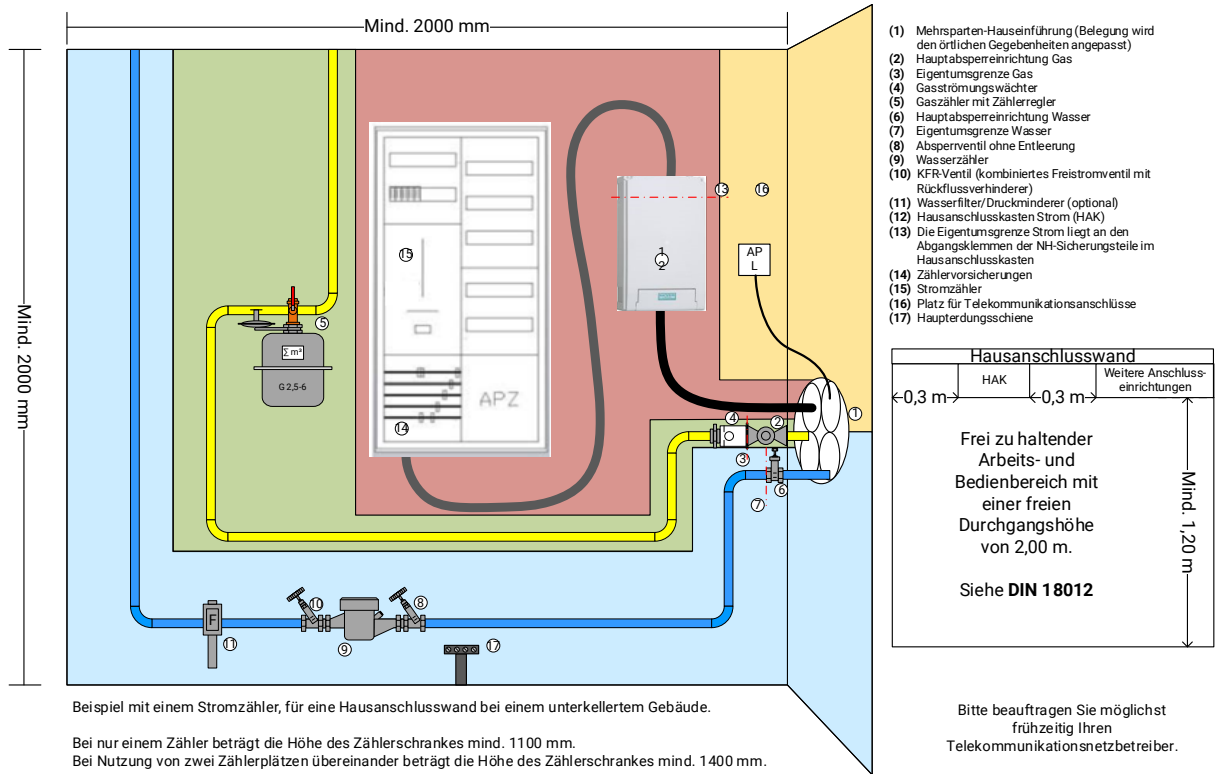 Mind. 2000 mm
Mind. 2000 mm
13
16
15
1
2
AP
L
5
∑ m³
G 2,5-6
APZ
14
4
2
1
3
6
7
10
8
F
11
9
17
(1) Mehrsparten-Hauseinführung (Belegung wird
den örtlichen Gegebenheiten angepasst)
(2) Hauptabsperreinrichtung Gas
(3) Eigentumsgrenze Gas
(4) Gasströmungswächter
(5) Gaszähler mit Zählerregler
(6) Hauptabsperreinrichtung Wasser
(7) Eigentumsgrenze Wasser
(8) Absperrventil ohne Entleerung
(9) Wasserzähler
(10) KFR-Ventil (kombiniertes Freistromventil mit
Rückflussverhinderer)
(11) Wasserfilter/Druckminderer (optional)
(12) Hausanschlusskasten Strom (HAK)
(13) Die Eigentumsgrenze Strom liegt an den
Abgangsklemmen der NH-Sicherungsteile im
Hausanschlusskasten
(14) Zählervorsicherungen
(15) Stromzähler
(16) Platz für Telekommunikationsanschlüsse
(17) Haupterdungsschiene
Hausanschlusswand
HAK
Weitere Anschluss-
einrichtungen
0,3 m
0,3 m
Frei zu haltender
Arbeits- und
Bedienbereich mit
einer freien
Durchgangshöhe
von 2,00 m.
Siehe DIN 18012
Mind. 1,20 m
Beispiel mit einem Stromzähler, für eine Hausanschlusswand bei einem unterkellertem Gebäude.
Bei nur einem Zähler beträgt die Höhe des Zählerschrankes mind. 1100 mm.
Bei Nutzung von zwei Zählerplätzen übereinander beträgt die Höhe des Zählerschrankes mind. 1400 mm.
Bitte beauftragen Sie möglichst
frühzeitig Ihren
Telekommunikationsnetzbetreiber.